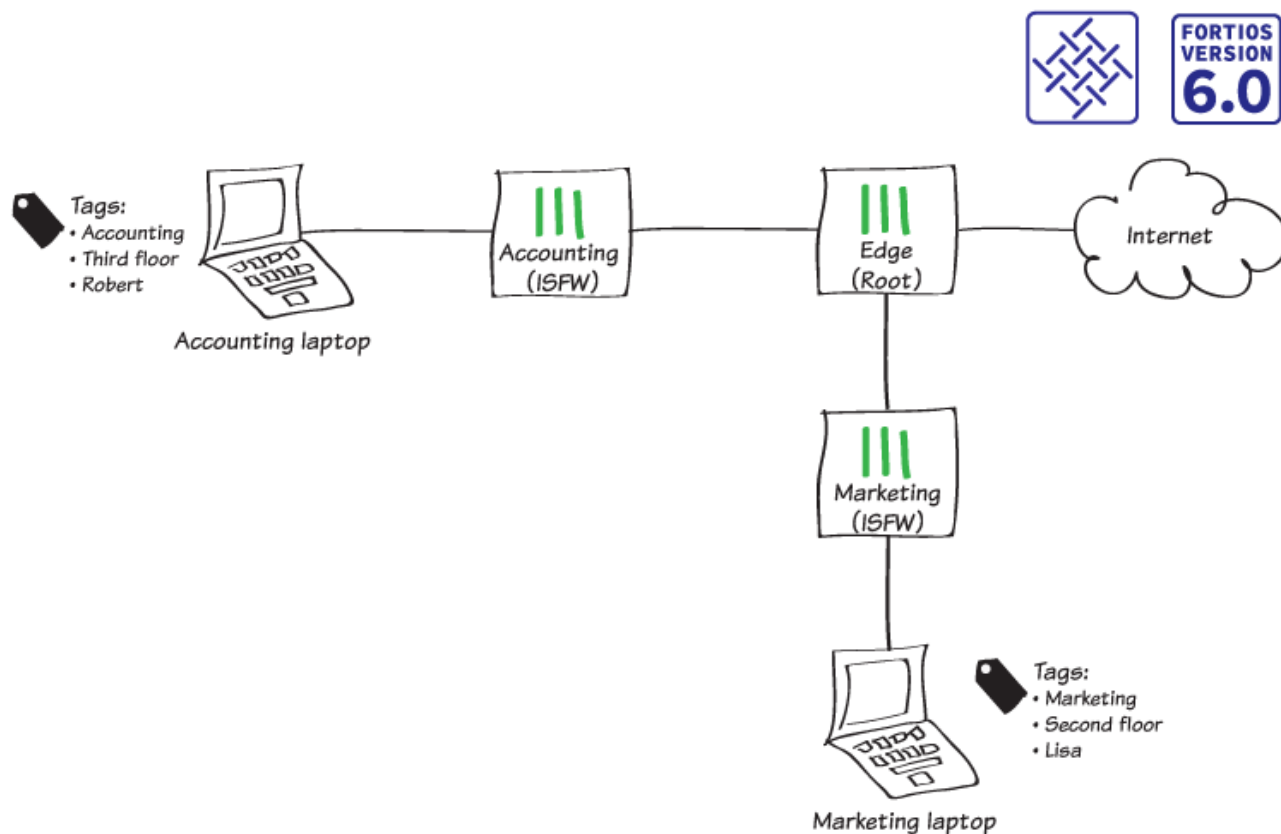 FORTIOS
VERSION
6.0
Tags:
• Accounting
• Third floor
• Robert
Accounting laptop
Accounting
(ISFW)
Edge
(Root)
Internet
Marketing
(ISFW)
Tags:
• Marketing
• Second floor
• Lisa
Marketing laptop